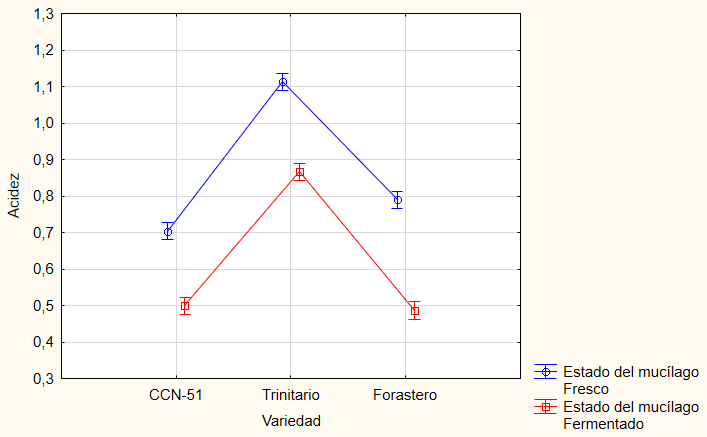 1,3
1,2
1,1
1,0
0,9
0,8
0,7
0,6
0,5
0,4
0,3
Acidez
CCN-51 Trinitario Forastero
Variedad
Estado del mucílago
Fresco
Estado del mucílago
Fermentado